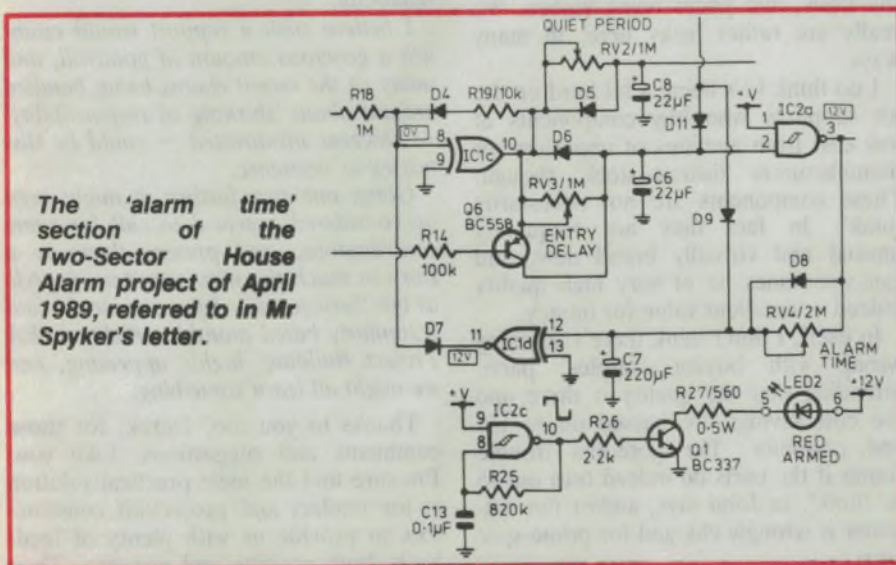 QUIET PERIOD
RV2/1M
R18
1M
D4
R19/10k
D5
C8
22µF
D11
+V
IC2a
12V
1
2
3
0V
8
9
10
IC1c
D6
C6
22µF
RV3/1M
ENTRY
DELAY
Q6
BC558
R14
100k
D9
D8
The 'alarm time'
section of the
Two-Sector House
Alarm project of April
1989, referred to in Mr
Spyker's letter.
D7
11
12V
IC1d
12
13
C7
220µF
RV4/2M
ALARM
TIME
+V
IC2c
9
8
10
R26
2·2k
R27/560
0·5W
5
LED2
6
+12V
RED
ARMED
Q1
BC337
R25
820k
C13
0·1µF